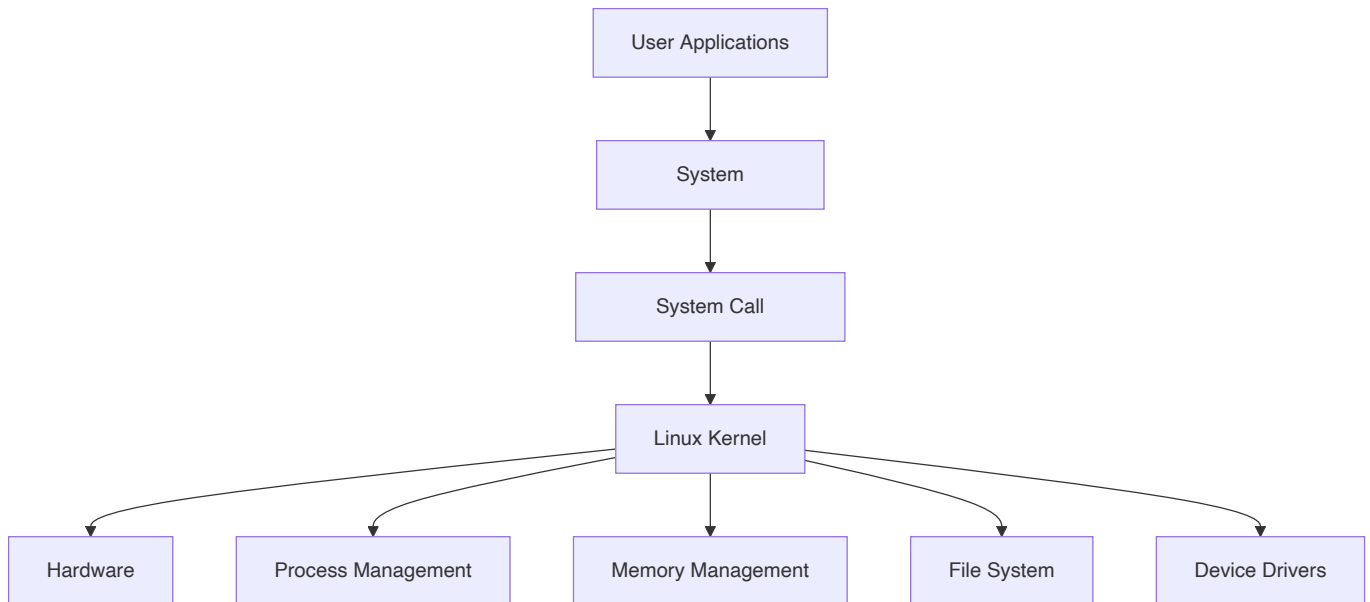 User Applications
System
System Call
Linux Kernel
Hardware
Process Management
Memory Management
File System
Device Drivers